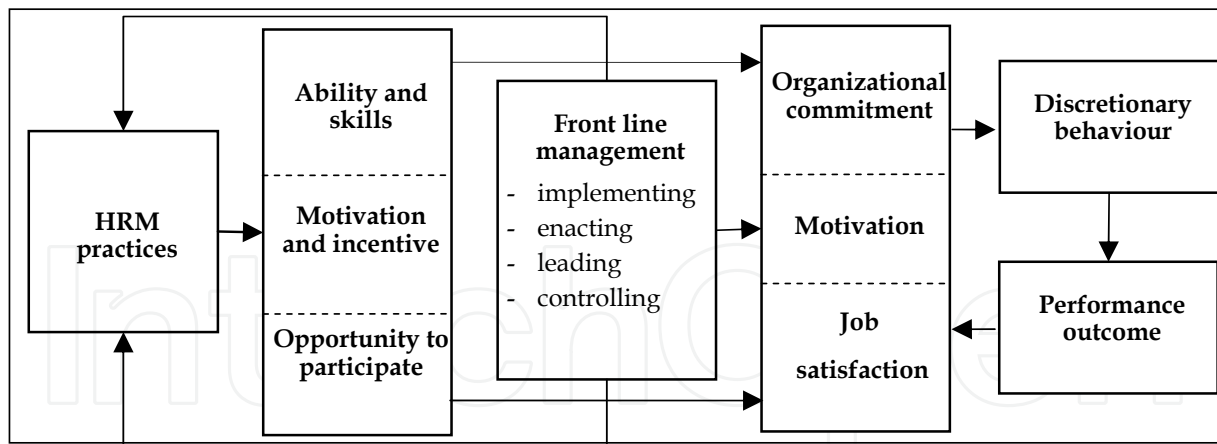 HRM
practices
Ability and
skills
Motivation
and incentive
Opportunity to
participate
Front line
management
- implementing
- enacting
- leading
- controlling
Organizational
commitment
Motivation
Job
satisfaction
Discretionary
behaviour
Performance
outcome